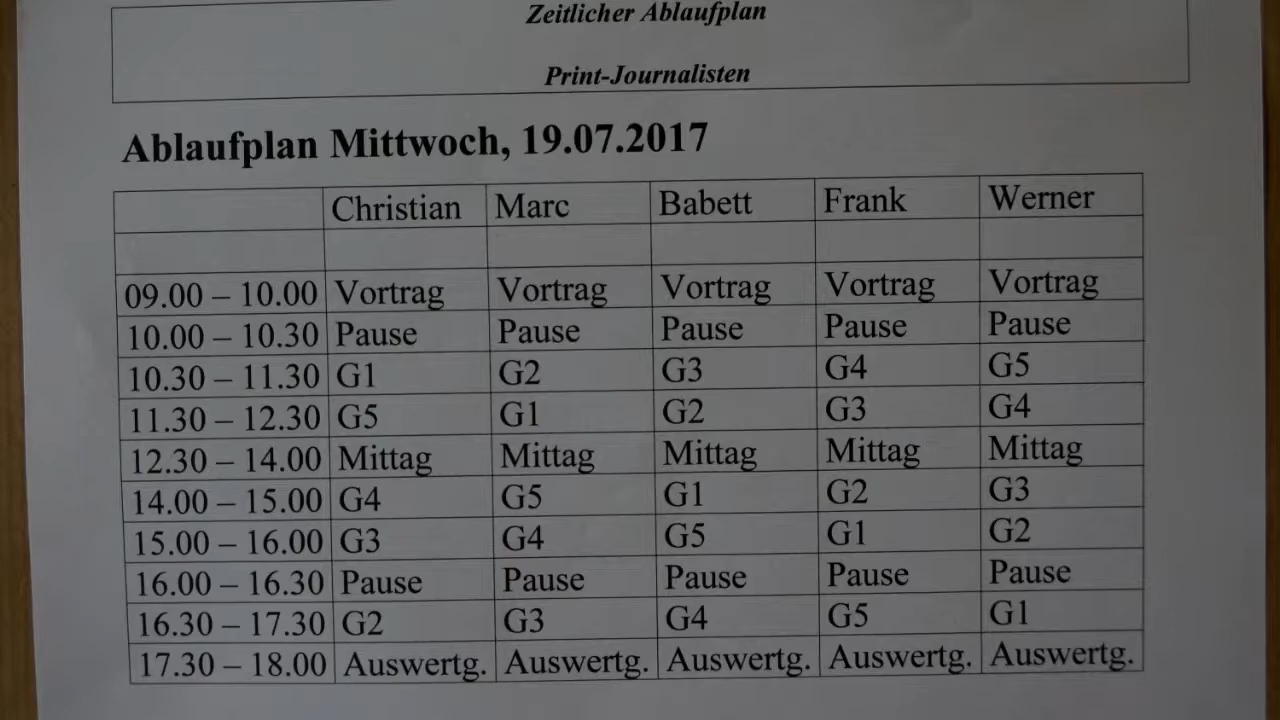 Zeitlicher Ablaufplan
Print-Journalisten
Ablaufplan Mittwoch, 19.07.2017
Christian Marc Babett Frank Werner
09.00 – 10.00 Vortrag Vortrag Vortrag Vortrag Vortrag
10.00 – 10.30 Pause Pause Pause Pause Pause
10.30 – 11.30 G1 G2 G3 G4 G5
11.30 – 12.30 G5 G1 G2 G3 G4
12.30 – 14.00 Mittag Mittag Mittag Mittag Mittag
14.00 – 15.00 G4 G5 G1 G2 G3
15.00 – 16.00 G3 G4 G5 G1 G2
16.00 – 16.30 Pause Pause Pause Pause Pause
16.30 – 17.30 G2 G3 G4 G5 G1
17.30 – 18.00 Auswertg. Auswertg. Auswertg. Auswertg. Auswertg.